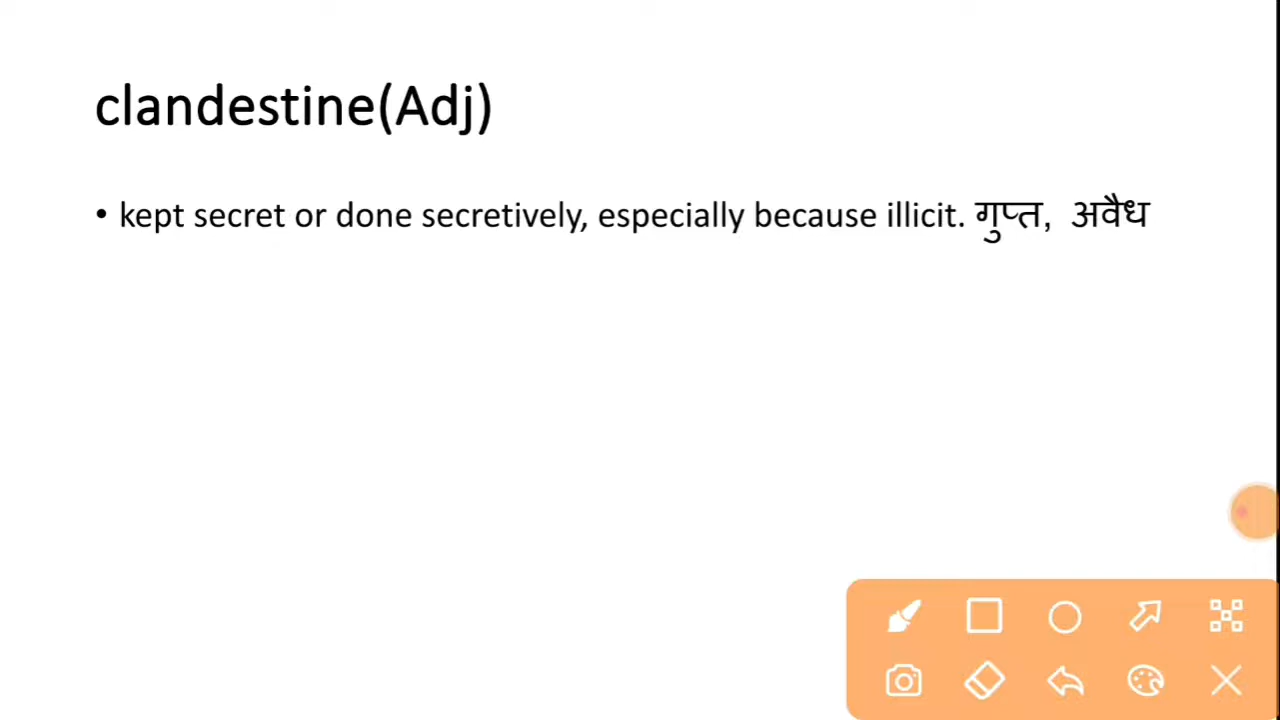 clandestine(Adj)
• kept secret or done secretively, especially because illicit. गुप्त, अवैध